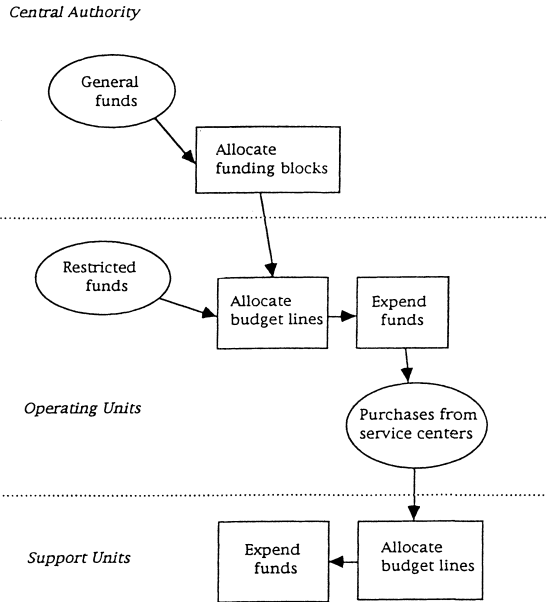 Central Authority
General
funds
Allocate
funding blocks
Restricted
funds
Allocate
budget lines
Expend
funds
Operating Units
Purchases from
service centers
Support Units
Expend
funds
Allocate
budget lines